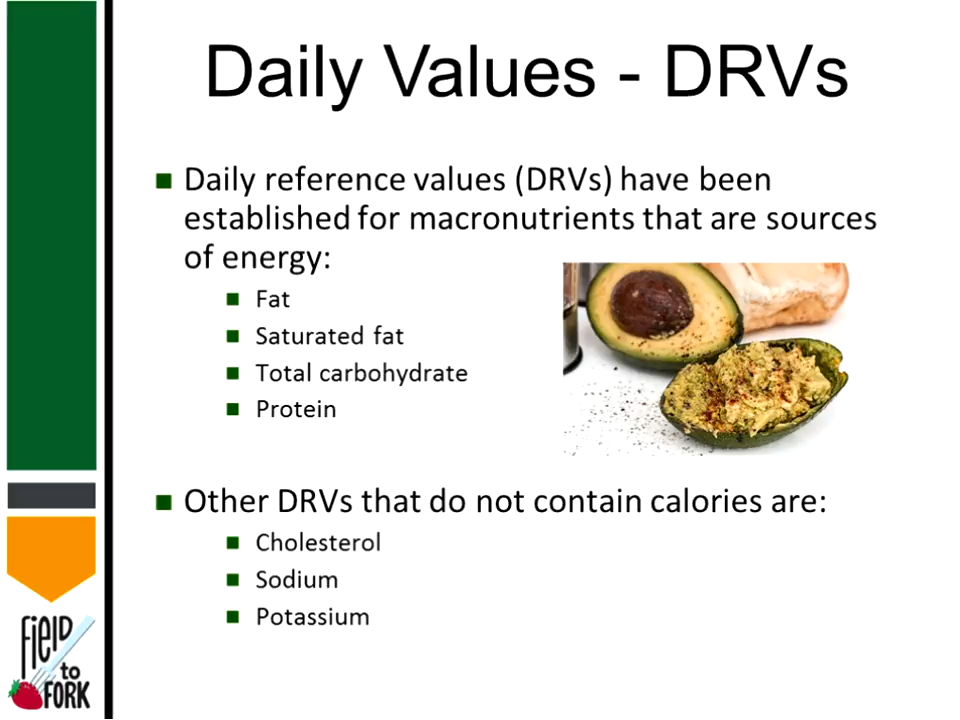 Daily Values - DRVs
Daily reference values (DRVs) have been
established for macronutrients that are sources
of energy:
Fat
Saturated fat
Total carbohydrate
Protein
Other DRVs that do not contain calories are:
Cholesterol
Sodium
Potassium
FielD
to
FORK